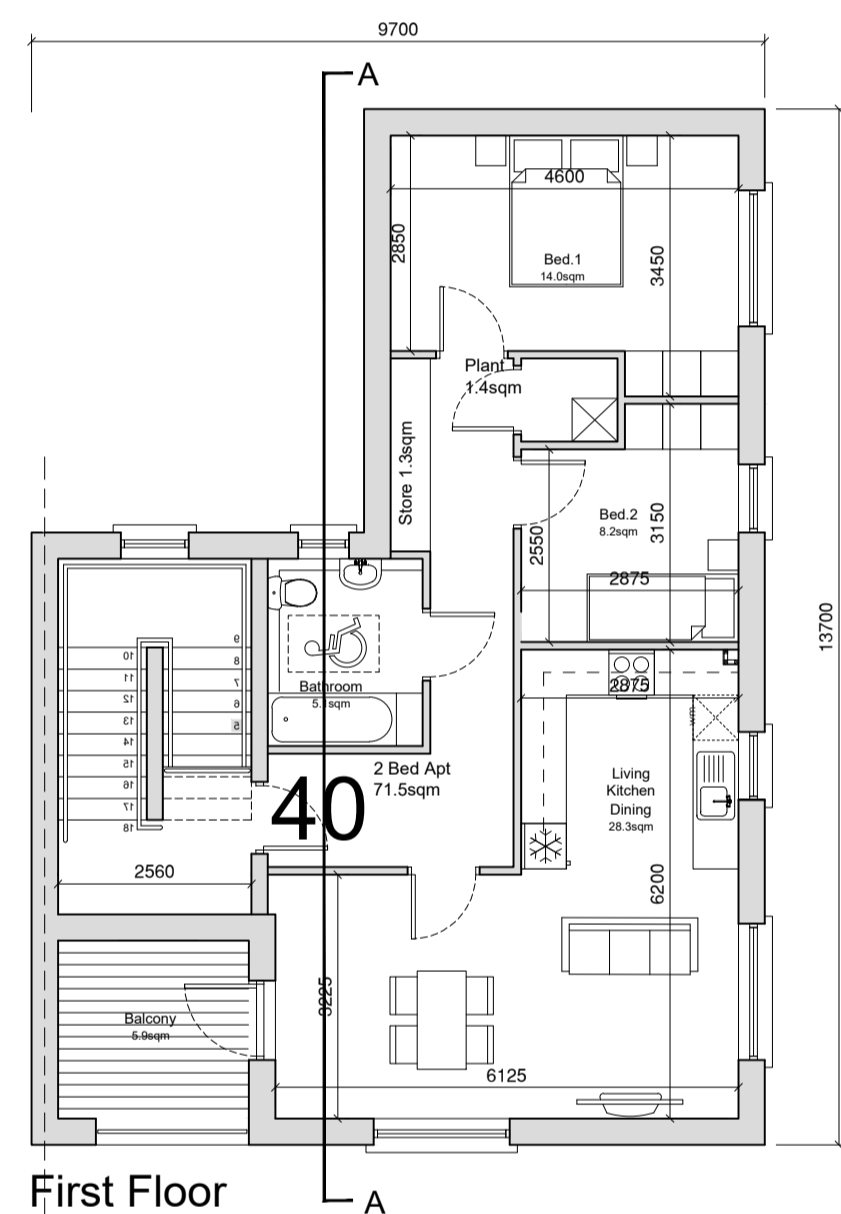 9700
A
4600
2850
3450
Bed.1
14.0sqm
Plant
1.4sqm
Store 1.3sqm
Bed.2
8.2sqm
2550
3150
2875
13700
9
8
7
6
5
10
11
12
13
14
15
16
17
18
Bathroom
5.1sqm
2875
wm
2 Bed Apt
71.5sqm
40
Living
Kitchen
Dining
28.3sqm
2560
6200
3225
Balcony
5.9sqm
6125
First Floor
A